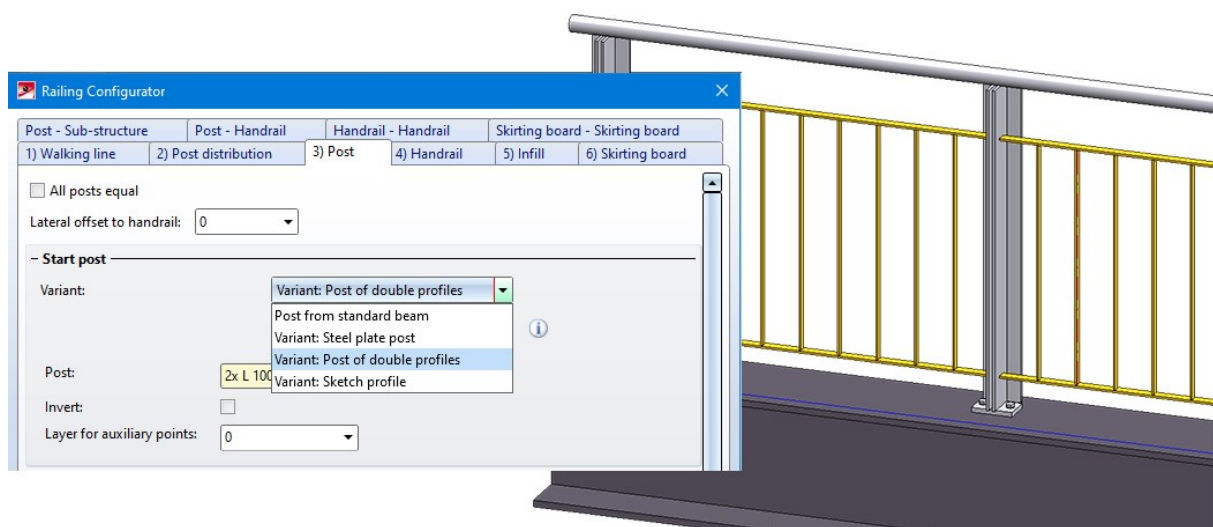 Railing Configurator
Post - Sub-structure Post - Handrail Handrail - Handrail Skirting board - Skirting board
1) Walking line 2) Post distribution 3) Post 4) Handrail 5) Infill 6) Skirting board
All posts equal
Lateral offset to handrail: 0
- Start post
Variant: Variant: Post of double profiles
Post from standard beam
Variant: Steel plate post
Variant: Post of double profiles
Variant: Sketch profile
Post: 2x L 100
Invert:
Layer for auxiliary points: 0